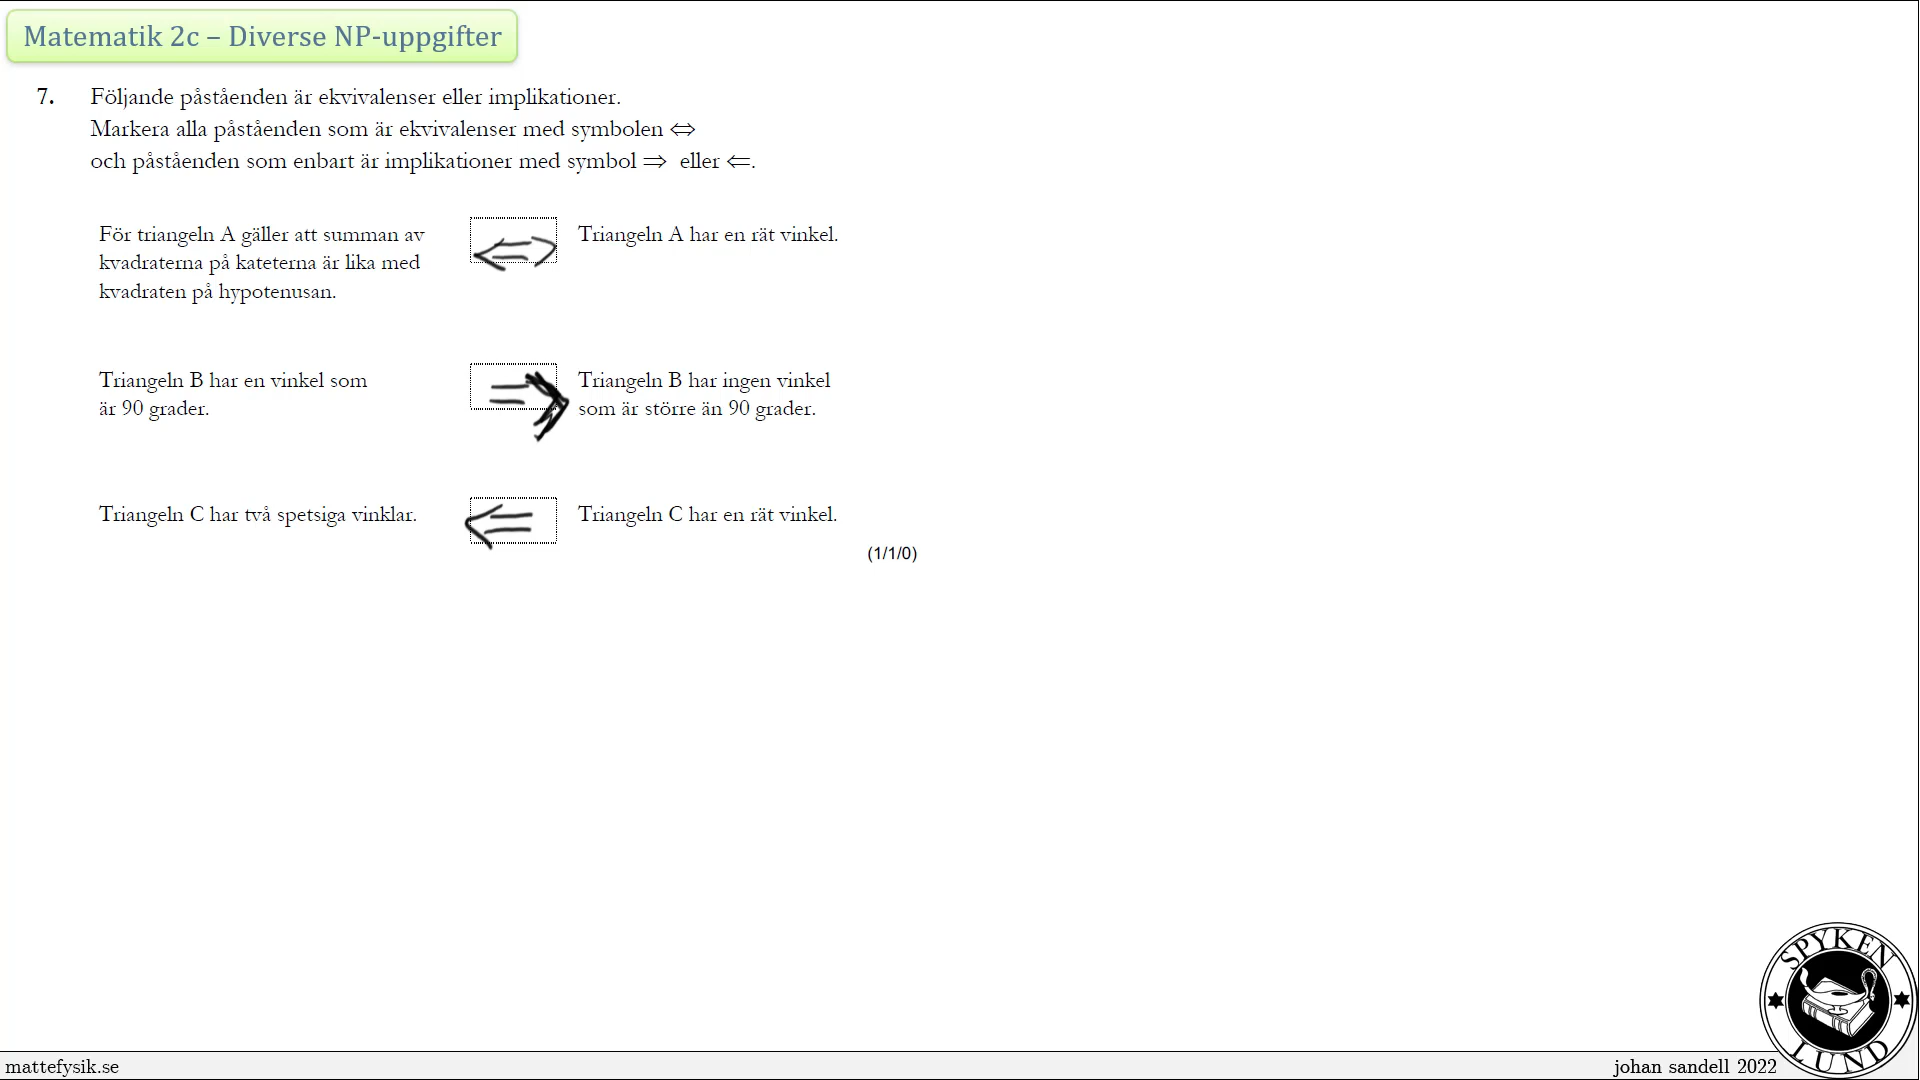 Matematik 2c – Diverse NP-uppgifter
7. Följande påståenden är ekvivalenser eller implikationer.
Markera alla påståenden som är ekvivalenser med symbolen ⇔
och påståenden som enbart är implikationer med symbol ⇒ eller ⇐.
För triangeln A gäller att summan av
kvadraterna på kateterna är lika med
kvadraten på hypotenusan.
⇔
Triangeln A har en rät vinkel.
Triangeln B har en vinkel som
är 90 grader.
⇒
Triangeln B har ingen vinkel
som är större än 90 grader.
Triangeln C har två spetsiga vinklar.
⇐
Triangeln C har en rät vinkel.
(1/1/0)
SPYKEN
LUND
mattefysik.se
johan sandell 2022